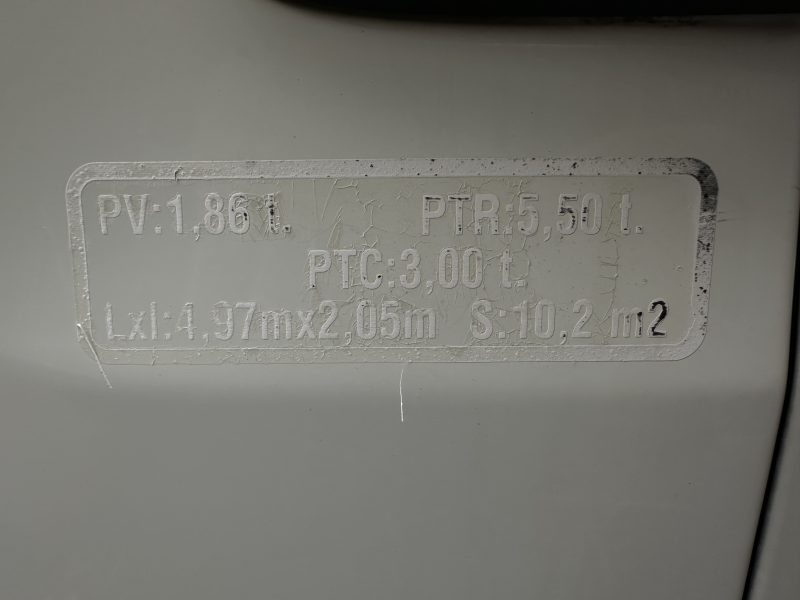 PV:1,86 t. PTR:5,50 t.
PTC:3,00 t.
Lxl:4,97mx2,05m S:10,2 m2